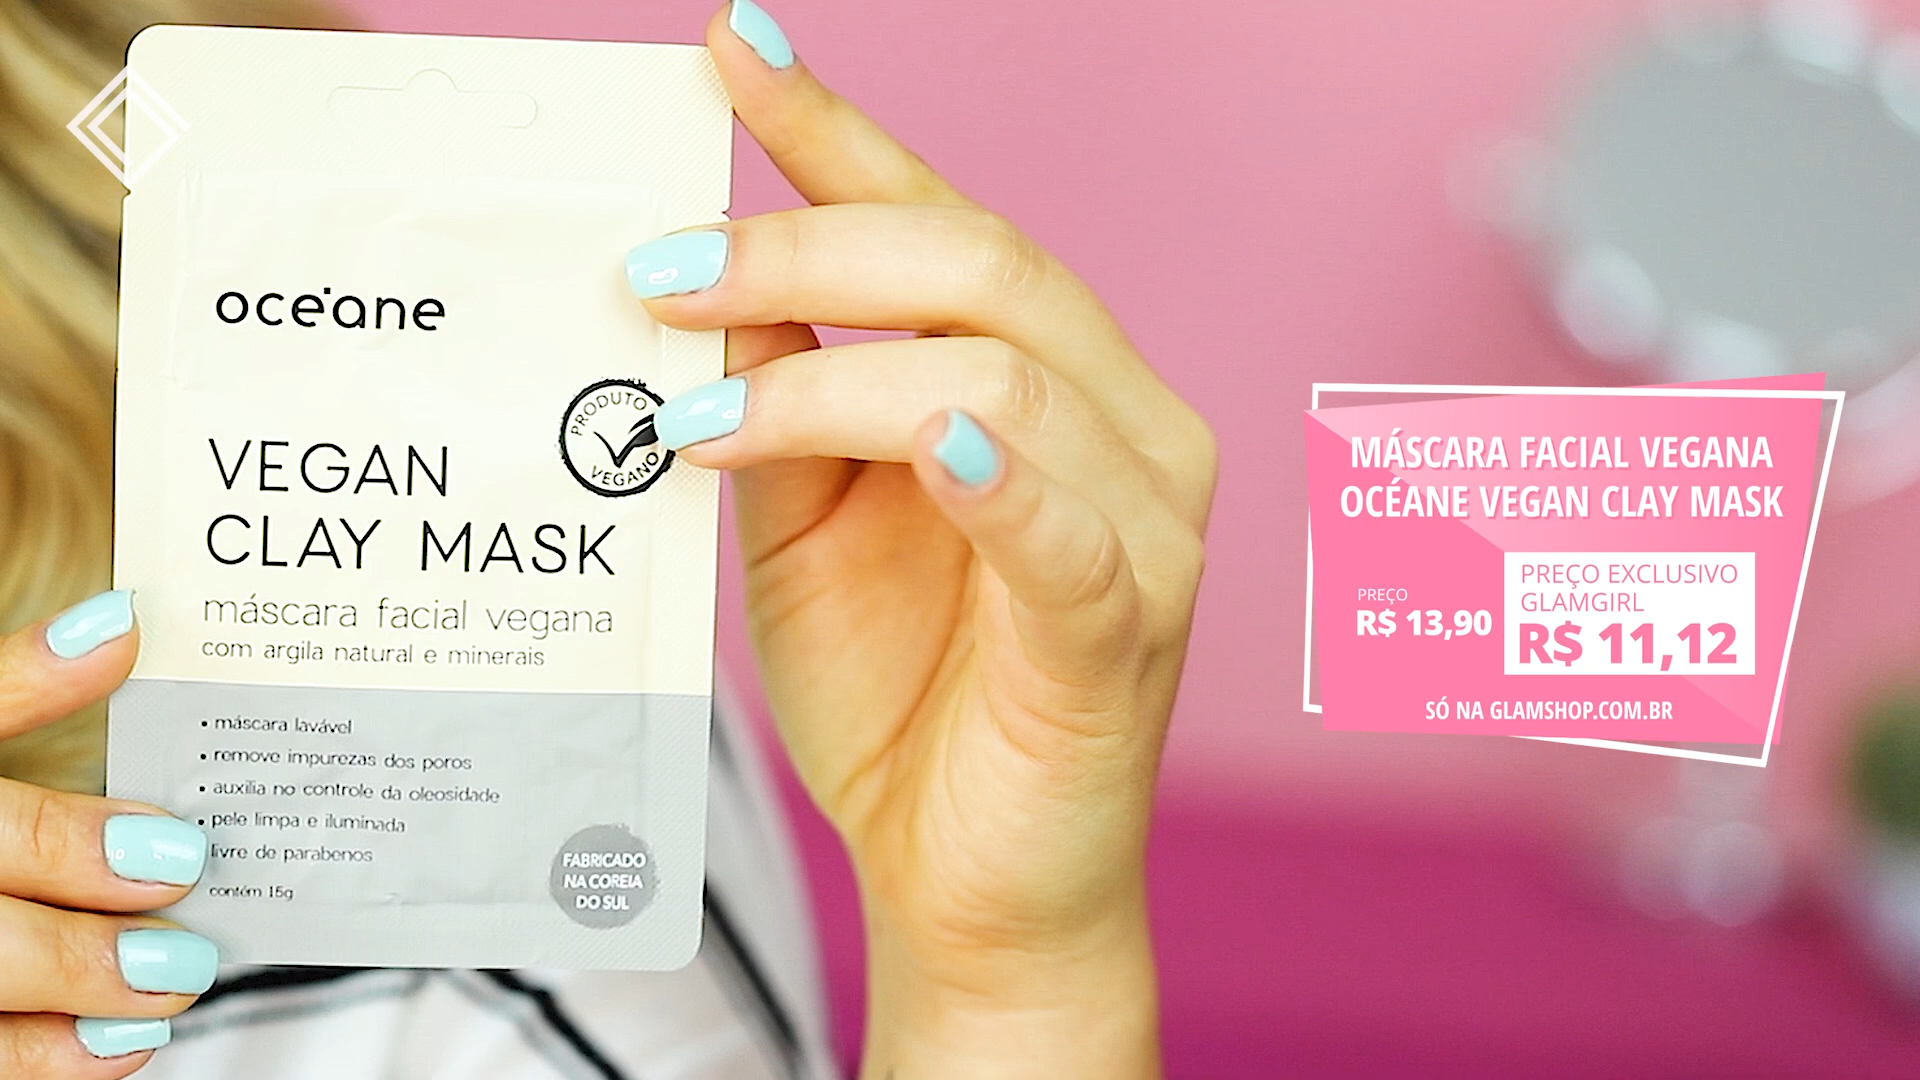 océane
PRODUTO
VEGANO
VEGAN
CLAY MASK
máscara facial vegana
com argila natural e minerais
• máscara lavável
• remove impurezas dos poros
• auxilia no controle da oleosidade
• pele limpa e iluminada
livre de parabenos
contém 15g
FABRICADO
NA COREIA
DO SUL
MÁSCARA FACIAL VEGANA
OCÉANE VEGAN CLAY MASK
PREÇO
R$ 13,90
PREÇO EXCLUSIVO
GLAMGIRL
R$ 11,12
SÓ NA GLAMSHOP.COM.BR